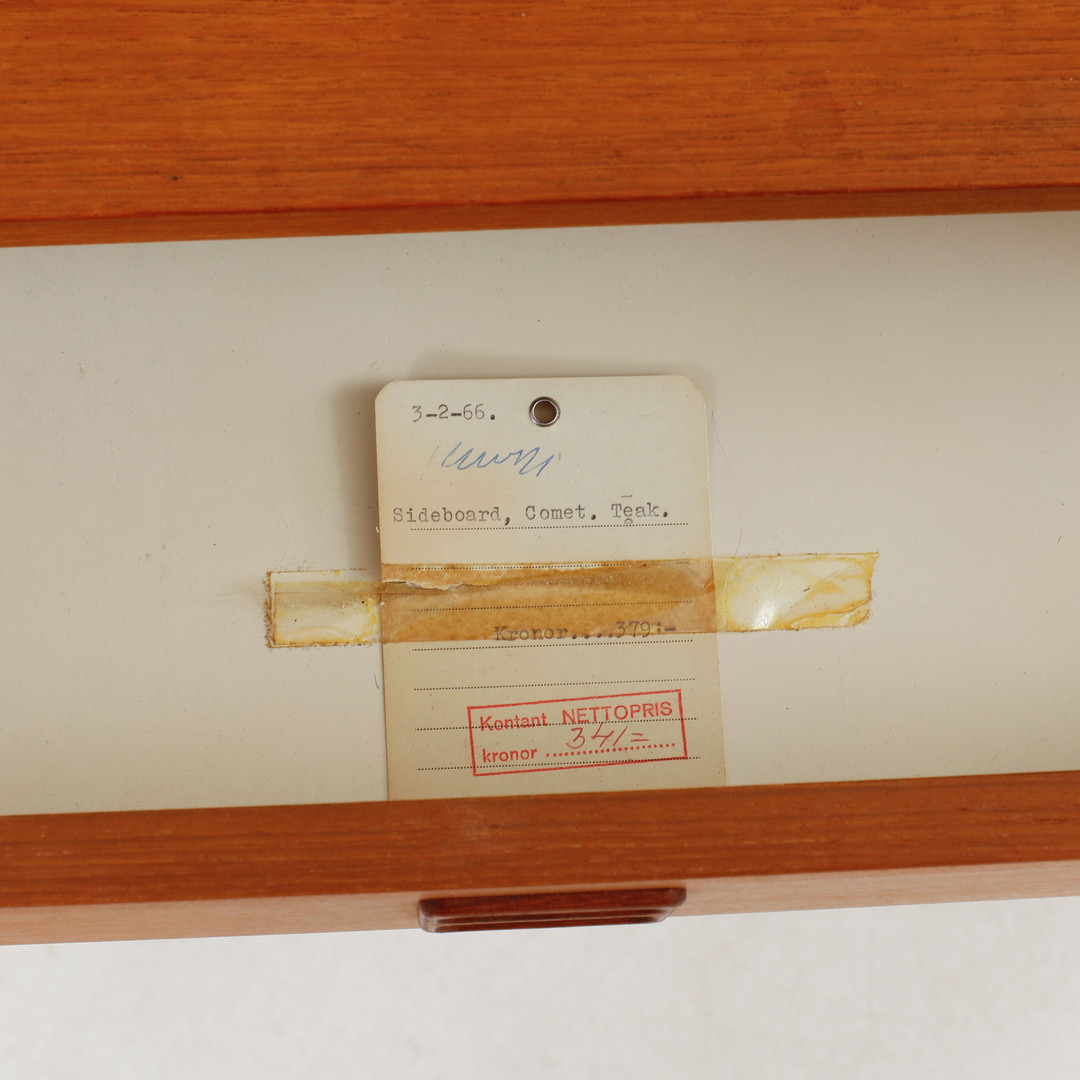 3-2-66.
Sideboard, Comet. Teak.
Kronor....379:-
Kontant NETTOPRIS
kronor 341/=